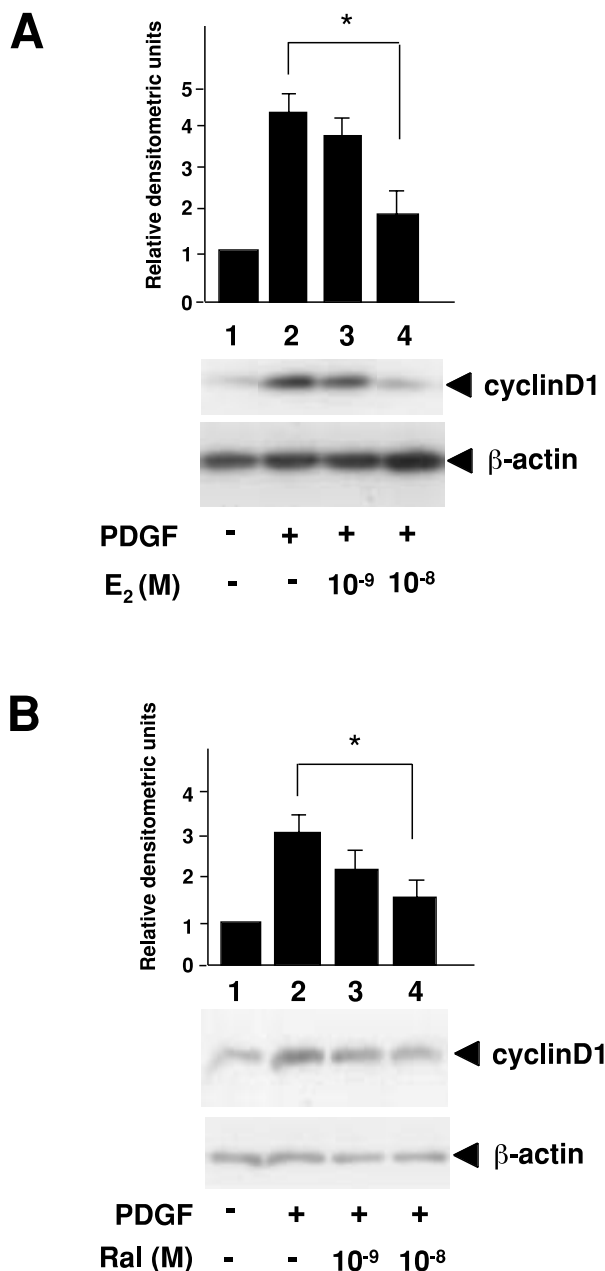 A
*
Relative densitometric units
5
4
3
2
1
0
1 2 3 4
cyclinD1
β-actin
PDGF - + + +
E₂ (M) - - 10⁻⁹ 10⁻⁸
B
*
Relative densitometric units
4
3
2
1
0
1 2 3 4
cyclinD1
β-actin
PDGF - + + +
Ral (M) - - 10⁻⁹ 10⁻⁸